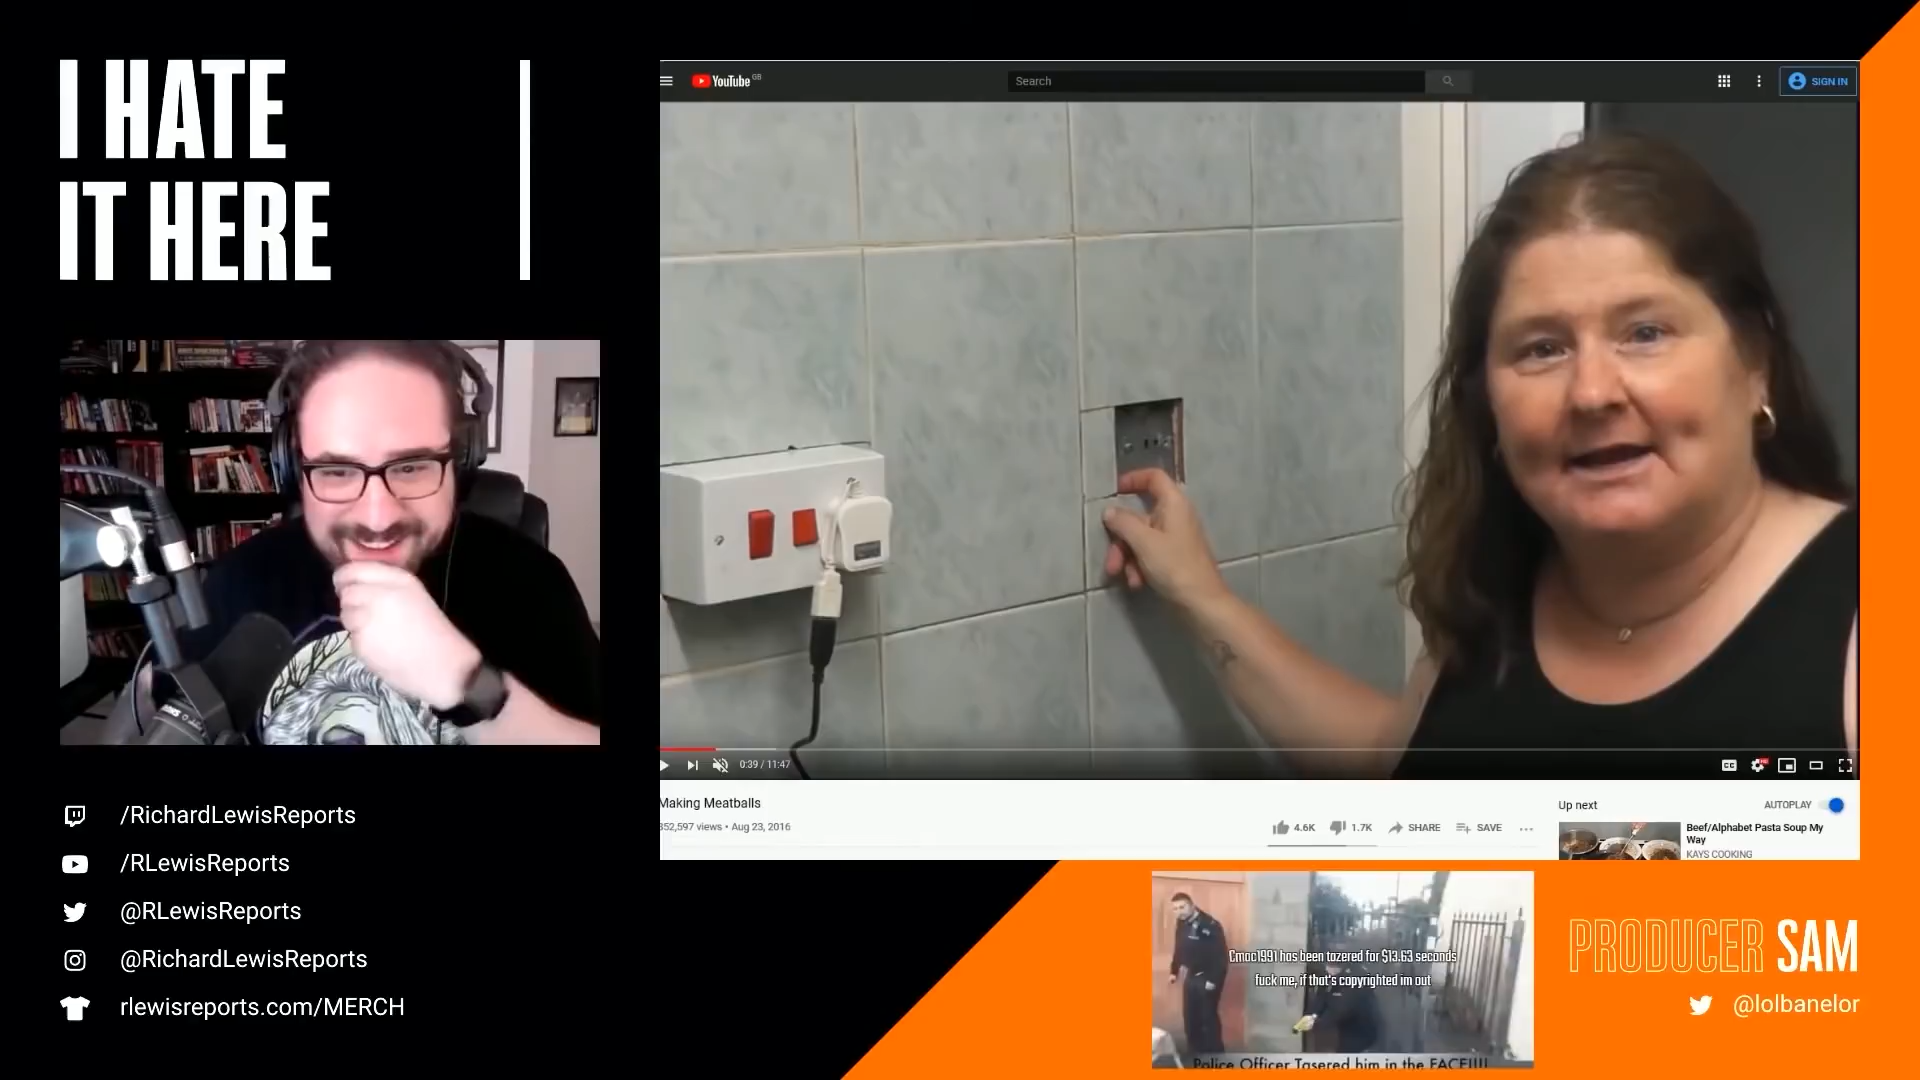 I HATE
IT HERE
YouTube GB
Search
SIGN IN
0:39 / 11:47
CC
Making Meatballs
352,597 views • Aug 23, 2016
4.6K
1.7K
SHARE
SAVE
Up next
AUTOPLAY
Beef/Alphabet Pasta Soup My
Way
KAYS COOKING
/RichardLewisReports
/RLewisReports
@RLewisReports
@RichardLewisReports
rlewisreports.com/MERCH
Cmac1991 has been tazered for $13.63 seconds
fuck me, if that's copyrighted im out
Police Officer Tasered him in the FACE!!!!
PRODUCER SAM
@lolbanelor